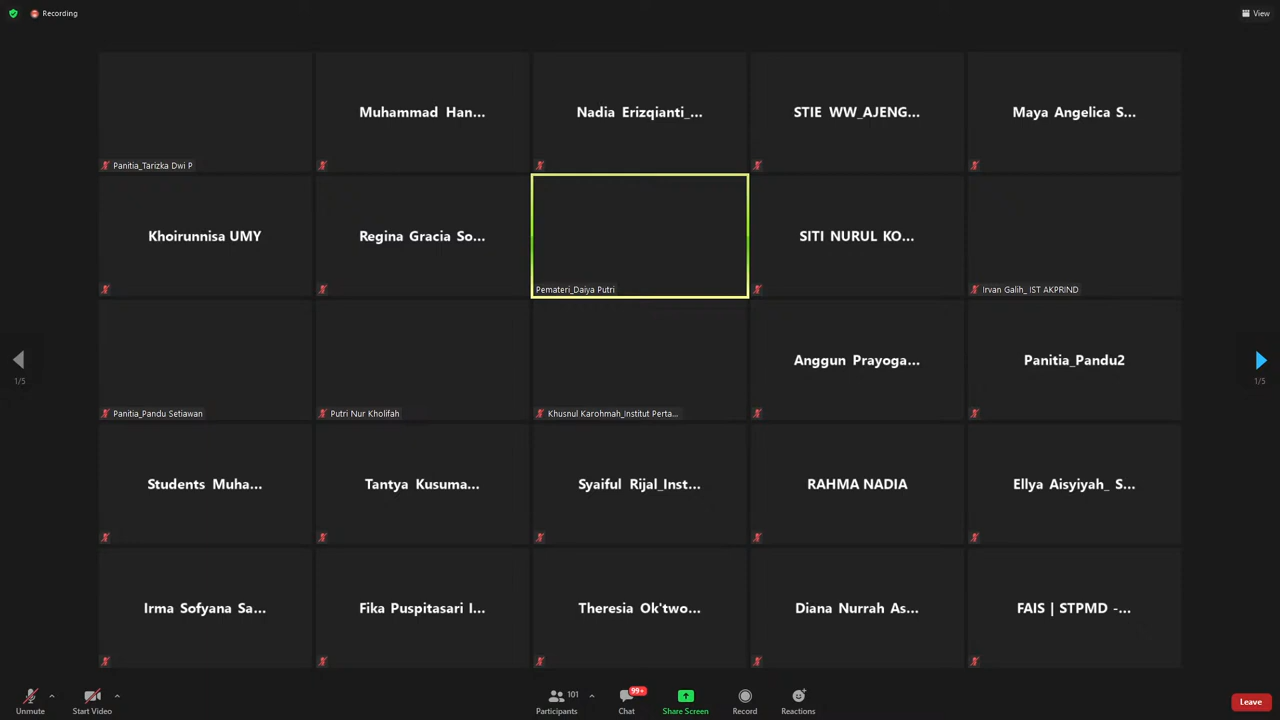 Recording
View
Muhammad Han...
Nadia Erizqianti_...
STIE WW_AJENG...
Maya Angelica S...
Panitia_Tarizka Dwi P
Khoirunnisa UMY
Regina Gracia So...
SITI NURUL KO...
Pemateri_Daiya Putri
Irvan Galih_ IST AKPRIND
Anggun Prayoga...
Panitia_Pandu2
1/5
1/5
Panitia_Pandu Setiawan
Putri Nur Kholifah
Khusnul Karohmah_Institut Perta...
Students Muha...
Tantya Kusuma...
Syaiful Rijal_Inst...
RAHMA NADIA
Ellya Aisyiyah_ S...
Irma Sofyana Sa...
Fika Puspitasari I...
Theresia Ok'two...
Diana Nurrah As...
FAIS | STPMD -...
Unmute
Start Video
101
Participants
99+
Chat
Share Screen
Record
Reactions
Leave